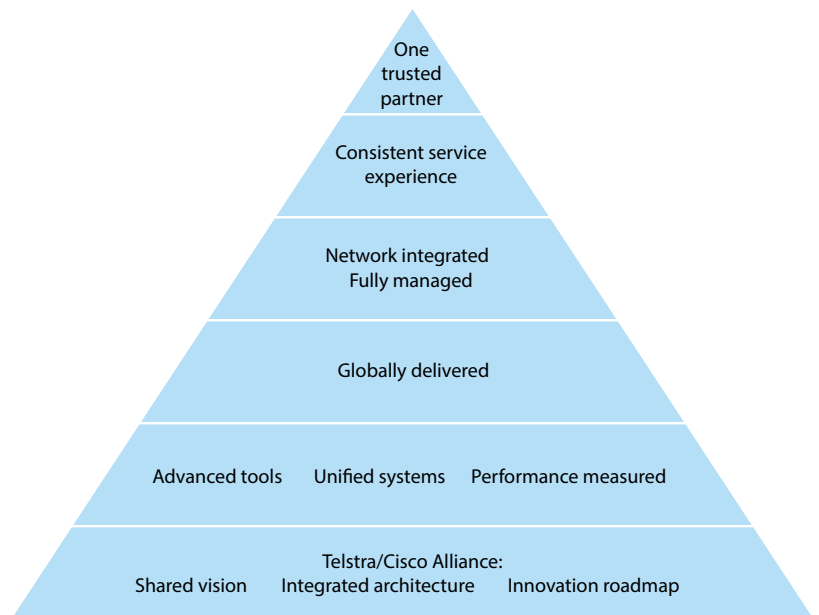 One
trusted
partner
Consistent service
experience
Network integrated
Fully managed
Globally delivered
Advanced tools Unified systems Performance measured
Telstra/Cisco Alliance:
Shared vision Integrated architecture Innovation roadmap